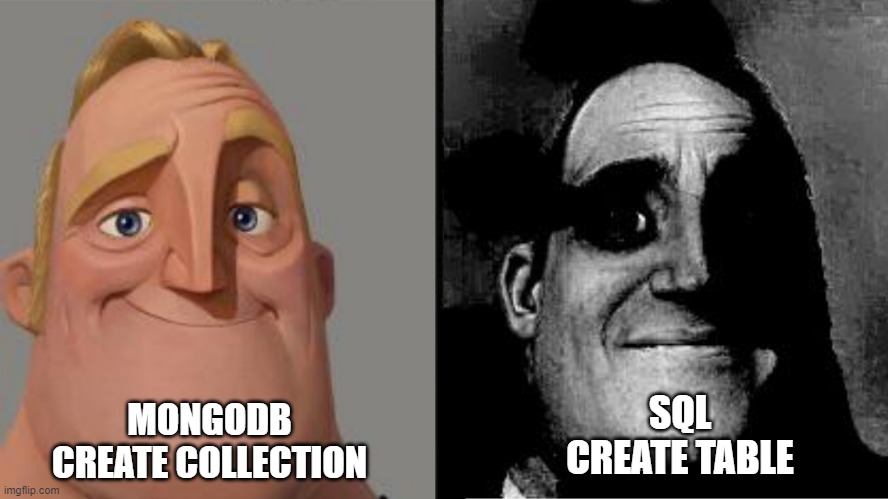 MONGODB
CREATE COLLECTION
SQL
CREATE TABLE
imgflip.com